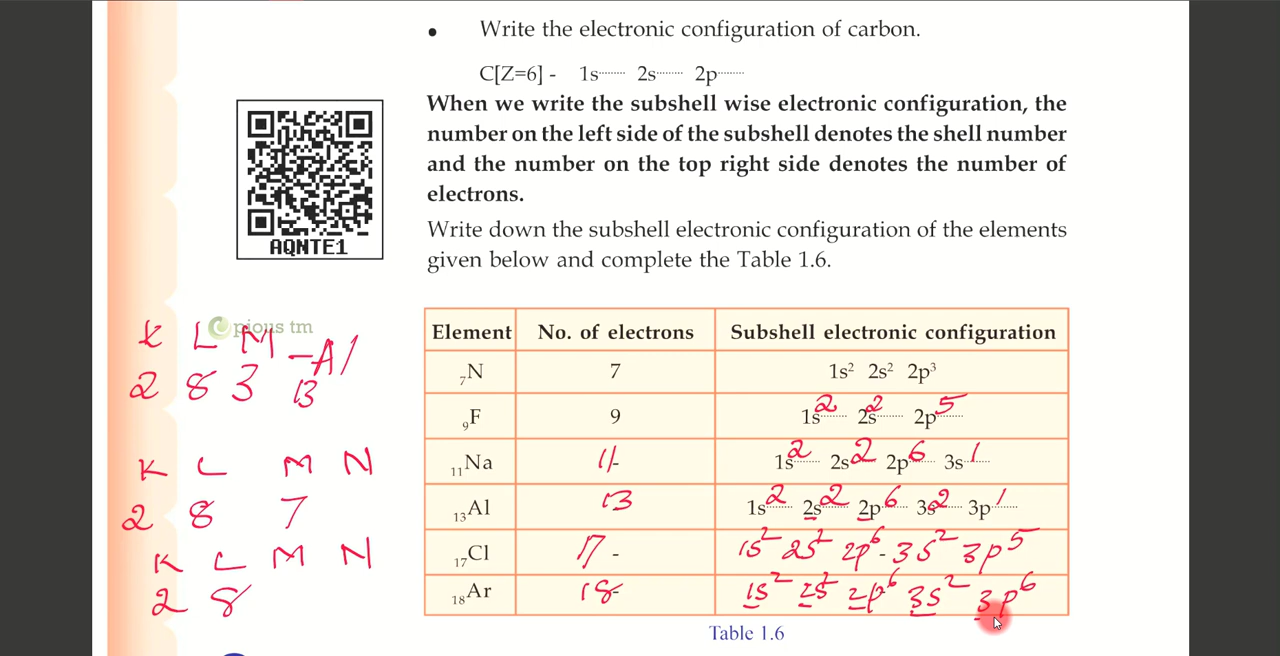 • Write the electronic configuration of carbon.
C[Z=6] - 1s........ 2s........ 2p........
When we write the subshell wise electronic configuration, the
number on the left side of the subshell denotes the shell number
and the number on the top right side denotes the number of
electrons.
Write down the subshell electronic configuration of the elements
given below and complete the Table 1.6.
AQNTE1
pious tm
K L M - Al
2 8 3 13
K L M N
2 8 7
K L M N
2 8
Element No. of electrons Subshell electronic configuration
₇N 7 1s² 2s² 2p³
₉F 9 1s² 2s² 2p⁵
₁₁Na 11- 1s² 2s² 2p⁶ 3s¹
₁₃Al 13 1s² 2s² 2p⁶ 3s² 3p¹
₁₇Cl 17 - 1s² 2s² 2p⁶ - 3s² 3p⁵
₁₈Ar 18- 1s² 2s² 2p⁶ 3s² 3p⁶
Table 1.6